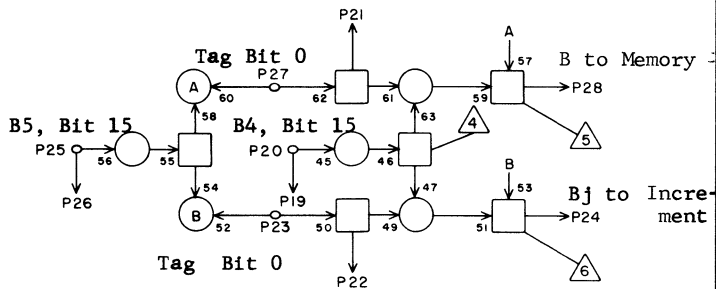 P21
Tag Bit 0
P27
A
57
B to Memory
A
60
62
61
59
P28
58
63
B5, Bit 15
B4, Bit 15
4
5
P25
56
55
P20
45
46
54
47
B
53
P26
P19
Bj to Incre-
ment
B
52
P23
50
49
51
P24
Tag Bit 0
P22
6